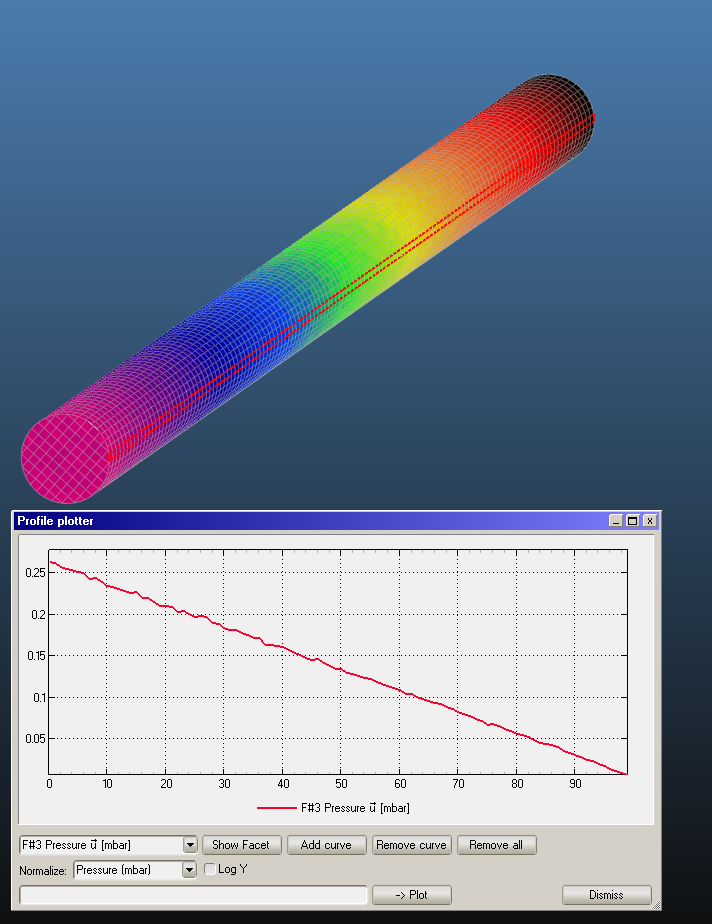 Profile plotter
0.25
0.2
0.15
0.1
0.05
0 10 20 30 40 50 60 70 80 90
F#3 Pressure u⃗ [mbar]
F#3 Pressure u⃗ [mbar] Show Facet Add curve Remove curve Remove all
Normalize: Pressure (mbar) Log Y
-> Plot Dismiss